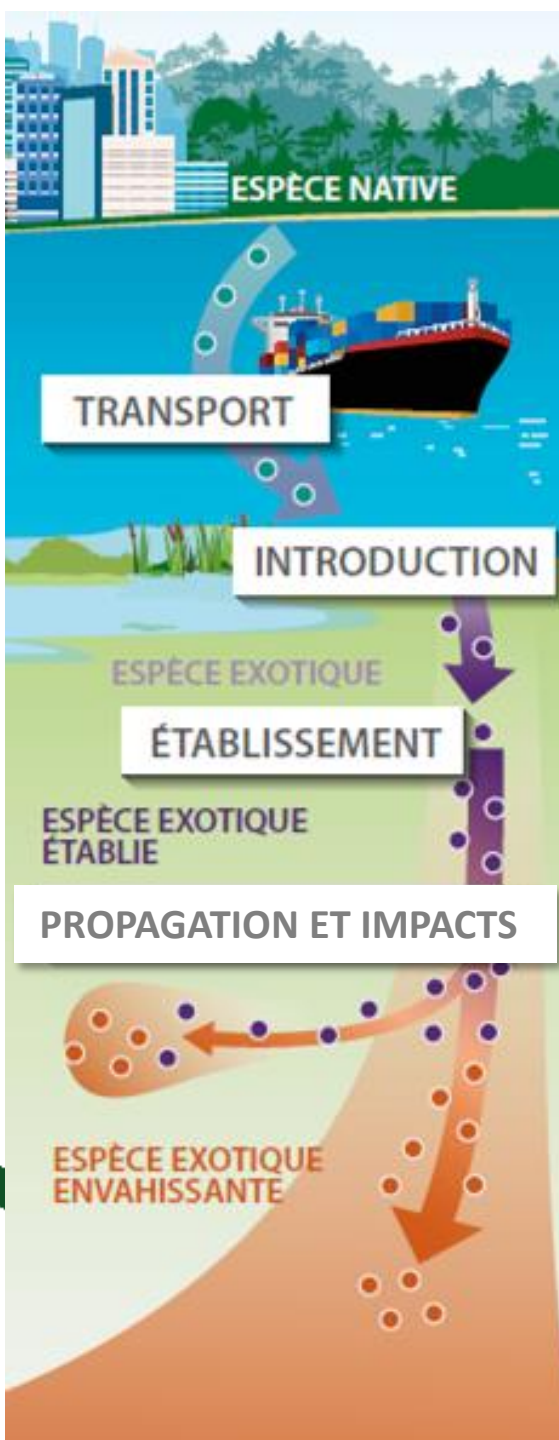 ESPÈCE NATIVE
TRANSPORT
INTRODUCTION
ESPÈCE EXOTIQUE
ÉTABLISSEMENT
ESPÈCE EXOTIQUE
ÉTABLIE
PROPAGATION ET IMPACTS
ESPÈCE EXOTIQUE
ENVAHISSANTE